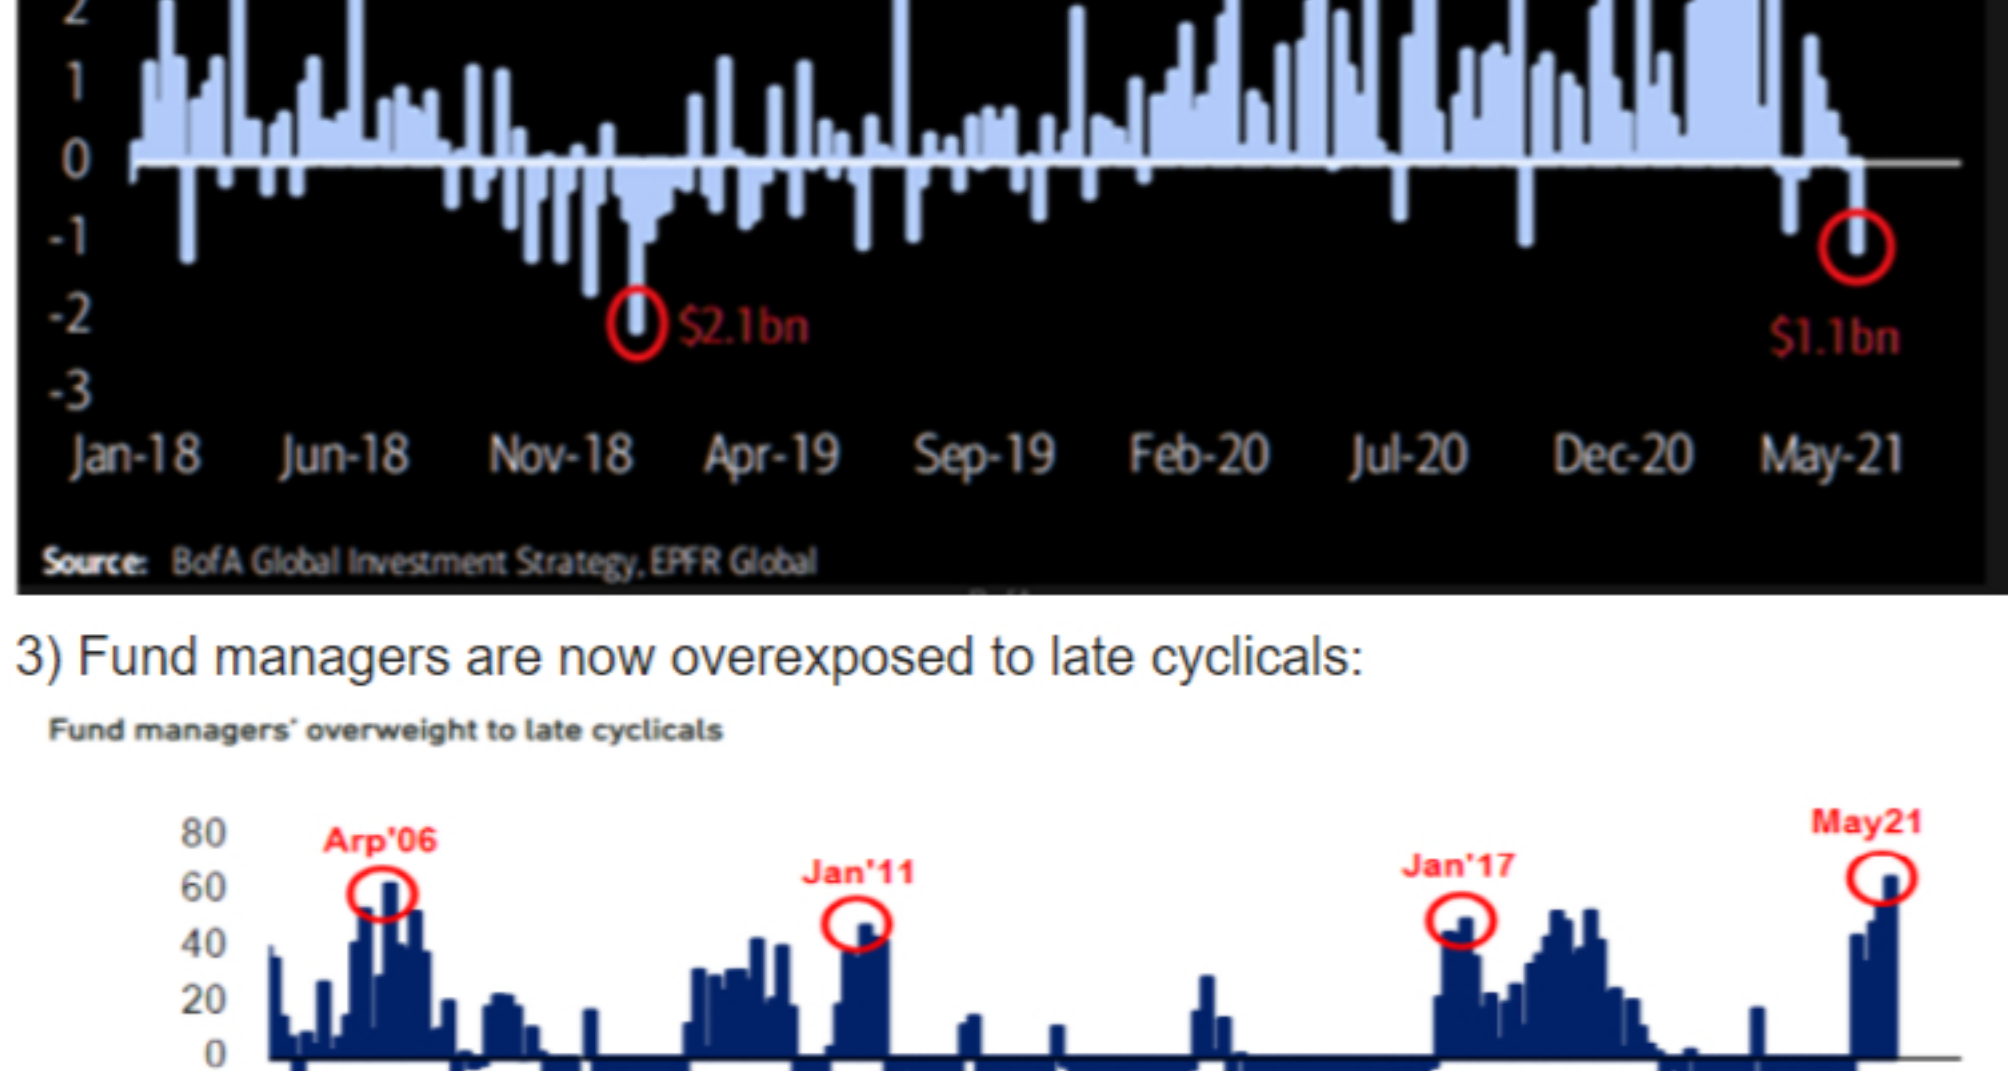 2
1
0
-1
-2
-3
$2.1bn
$1.1bn
Jan-18 Jun-18 Nov-18 Apr-19 Sep-19 Feb-20 Jul-20 Dec-20 May-21
Source: BofA Global Investment Strategy, EPFR Global
3) Fund managers are now overexposed to late cyclicals:
Fund managers' overweight to late cyclicals
80
60
40
20
0
Arp'06
Jan'11
Jan'17
May21